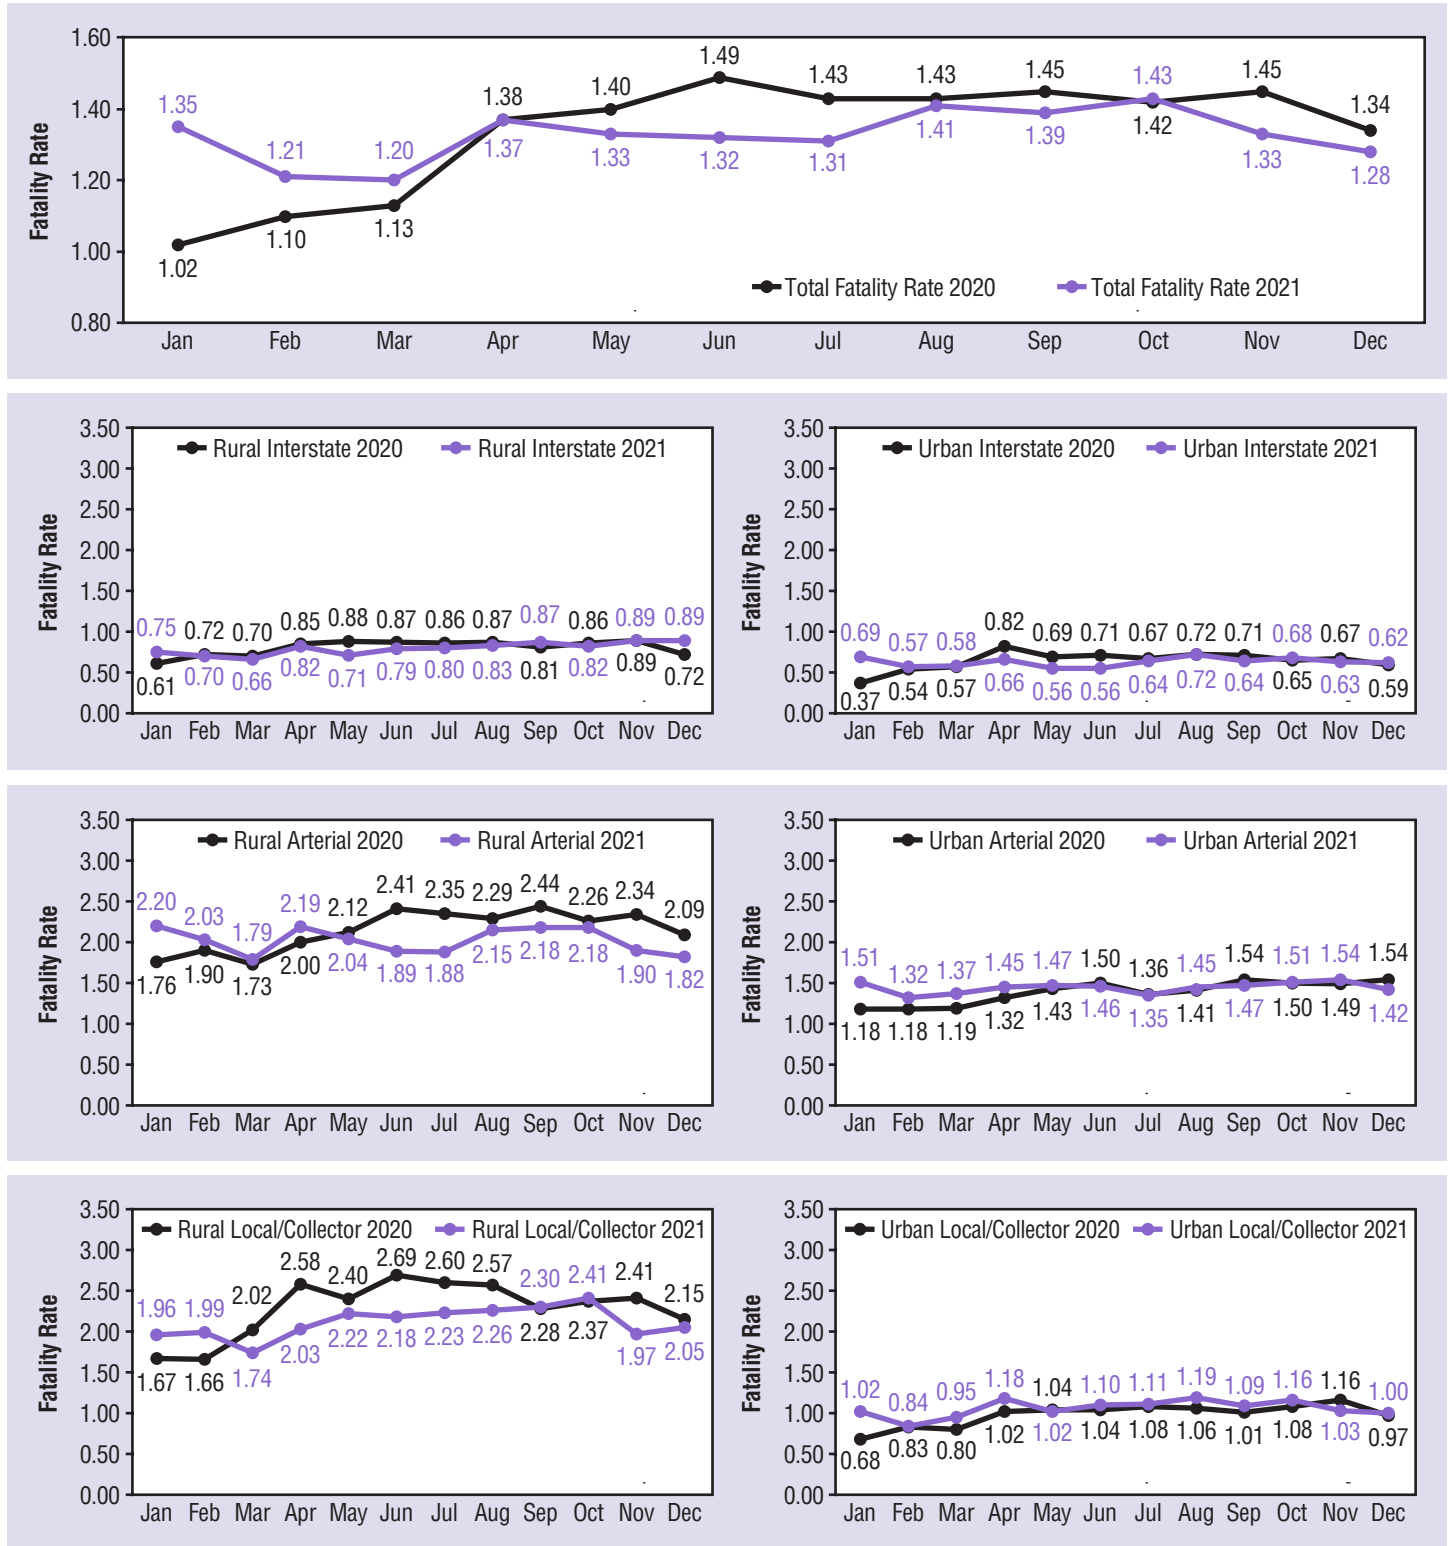 Fatality Rate
1.60
1.40
1.20
1.00
0.80
1.35 1.21 1.20 1.38 1.40 1.49 1.43 1.43 1.45 1.43 1.45 1.34
1.02 1.10 1.13 1.37 1.33 1.32 1.31 1.41 1.39 1.42 1.33 1.28
Total Fatality Rate 2020 Total Fatality Rate 2021
Jan Feb Mar Apr May Jun Jul Aug Sep Oct Nov Dec
Fatality Rate
3.50
3.00
2.50
2.00
1.50
1.00
0.50
0.00
Rural Interstate 2020 Rural Interstate 2021
0.75 0.72 0.70 0.85 0.88 0.87 0.86 0.87 0.87 0.86 0.89 0.89
0.61 0.70 0.66 0.82 0.71 0.79 0.80 0.83 0.81 0.82 0.89 0.72
Jan Feb Mar Apr May Jun Jul Aug Sep Oct Nov Dec
Fatality Rate
3.50
3.00
2.50
2.00
1.50
1.00
0.50
0.00
Urban Interstate 2020 Urban Interstate 2021
0.69 0.57 0.58 0.82 0.69 0.71 0.67 0.72 0.71 0.68 0.67 0.62
0.37 0.54 0.57 0.66 0.56 0.56 0.64 0.72 0.64 0.65 0.63 0.59
Jan Feb Mar Apr May Jun Jul Aug Sep Oct Nov Dec
Fatality Rate
3.50
3.00
2.50
2.00
1.50
1.00
0.50
0.00
Rural Arterial 2020 Rural Arterial 2021
2.20 2.03 1.79 2.19 2.12 2.41 2.35 2.29 2.44 2.26 2.34 2.09
1.76 1.90 1.73 2.00 2.04 1.89 1.88 2.15 2.18 2.18 1.90 1.82
Jan Feb Mar Apr May Jun Jul Aug Sep Oct Nov Dec
Fatality Rate
3.50
3.00
2.50
2.00
1.50
1.00
0.50
0.00
Urban Arterial 2020 Urban Arterial 2021
1.51 1.32 1.37 1.45 1.47 1.50 1.36 1.45 1.54 1.51 1.54 1.54
1.18 1.18 1.19 1.32 1.43 1.46 1.35 1.41 1.47 1.50 1.49 1.42
Jan Feb Mar Apr May Jun Jul Aug Sep Oct Nov Dec
Fatality Rate
3.50
3.00
2.50
2.00
1.50
1.00
0.50
0.00
Rural Local/Collector 2020 Rural Local/Collector 2021
1.96 1.99 2.02 2.58 2.40 2.69 2.60 2.57 2.30 2.41 2.41 2.15
1.67 1.66 1.74 2.03 2.22 2.18 2.23 2.26 2.28 2.37 1.97 2.05
Jan Feb Mar Apr May Jun Jul Aug Sep Oct Nov Dec
Fatality Rate
3.50
3.00
2.50
2.00
1.50
1.00
0.50
0.00
Urban Local/Collector 2020 Urban Local/Collector 2021
1.02 0.84 0.95 1.18 1.04 1.10 1.11 1.19 1.09 1.16 1.16 1.00
0.68 0.83 0.80 1.02 1.02 1.04 1.08 1.06 1.01 1.08 1.03 0.97
Jan Feb Mar Apr May Jun Jul Aug Sep Oct Nov Dec